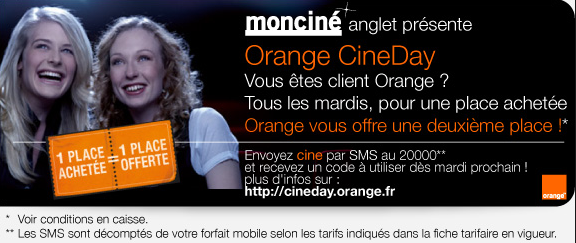 monciné anglet présente
Orange CineDay
Vous êtes client Orange ?
Tous les mardis, pour une place achetée
Orange vous offre une deuxième place !*
1 PLACE ACHETÉE = 1 PLACE OFFERTE
Envoyez cine par SMS au 20000**
et recevez un code à utiliser dès mardi prochain !
plus d'infos sur :
http://cineday.orange.fr
orange
* Voir conditions en caisse.
** Les SMS sont décomptés de votre forfait mobile selon les tarifs indiqués dans la fiche tarifaire en vigueur.